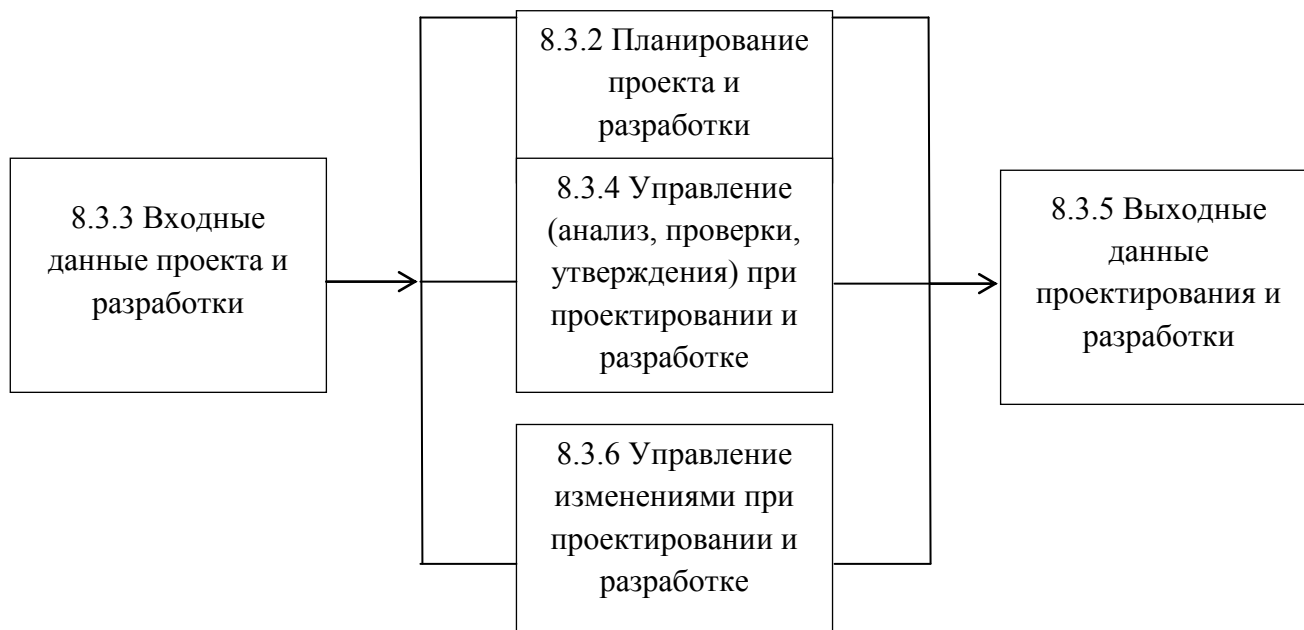 8.3.3 Входные
данные проекта и
разработки
8.3.2 Планирование
проекта и
разработки
8.3.4 Управление
(анализ, проверки,
утверждения) при
проектировании и
разработке
8.3.6 Управление
изменениями при
проектировании и
разработке
8.3.5 Выходные
данные
проектирования и
разработки